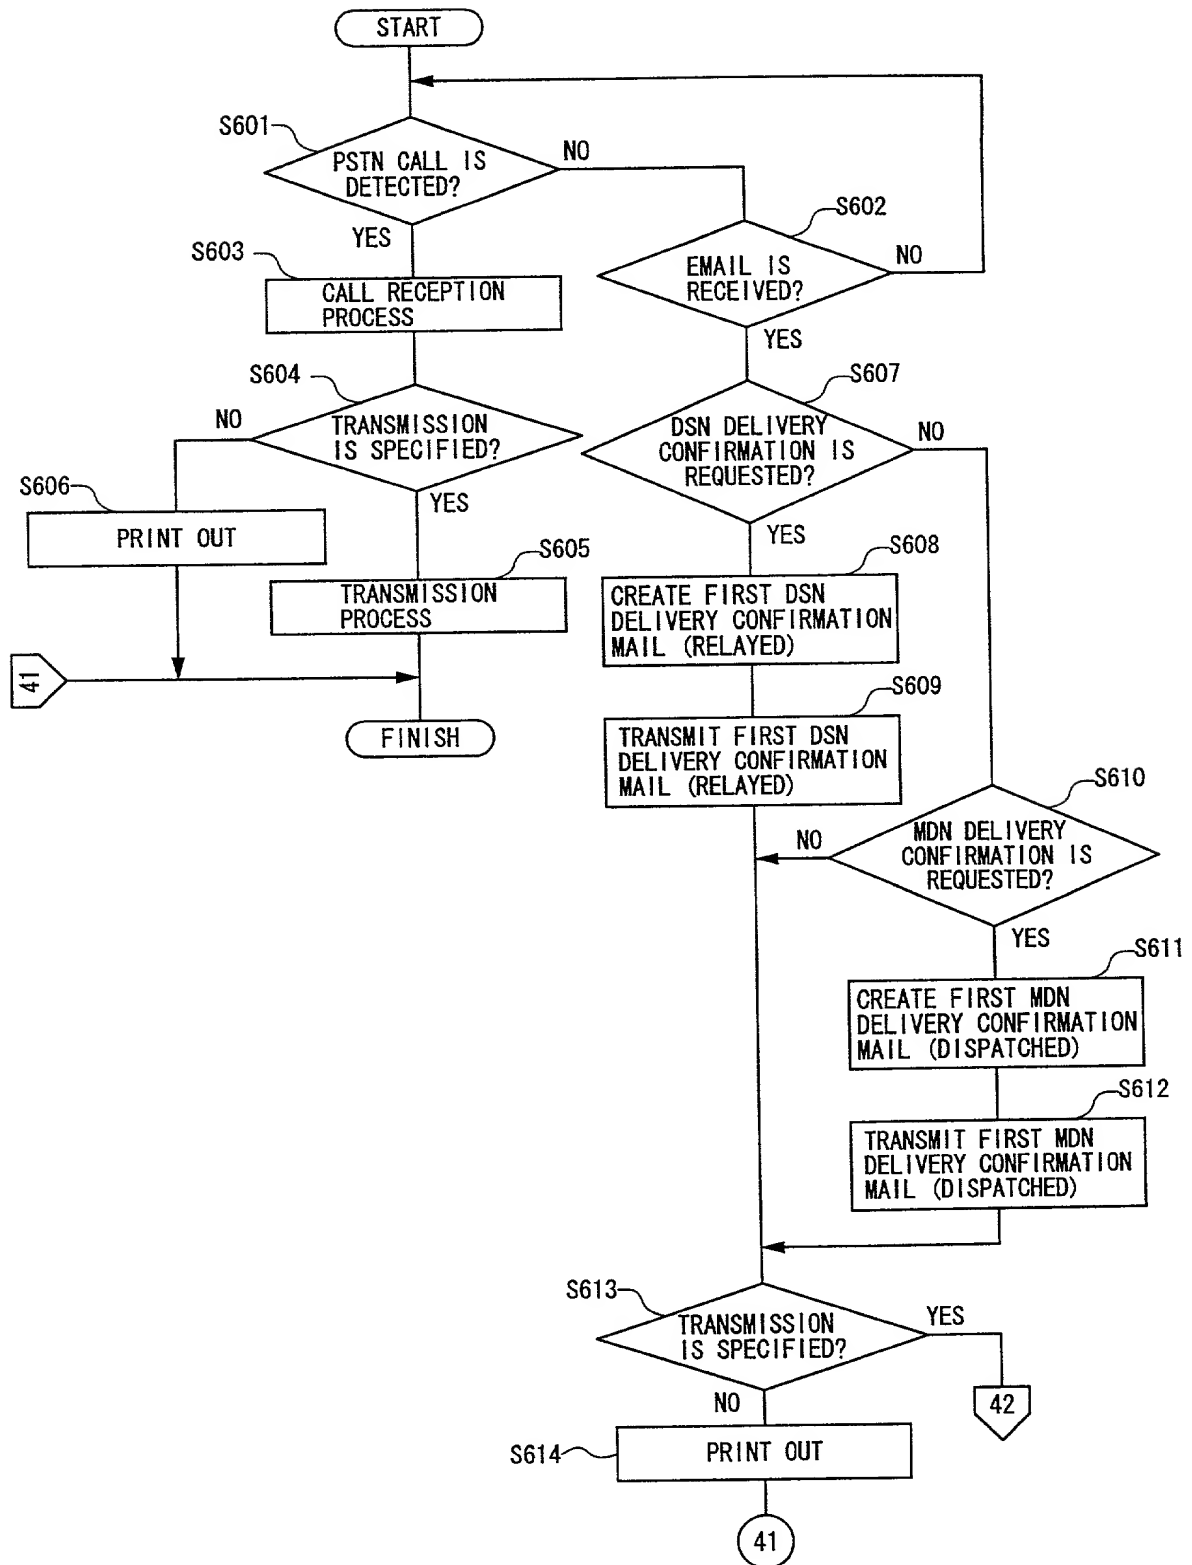 START
S601
PSTN CALL IS
DETECTED?
NO
YES
S602
EMAIL IS
RECEIVED?
NO
YES
S603
CALL RECEPTION
PROCESS
S604
TRANSMISSION
IS SPECIFIED?
NO
YES
S606
PRINT OUT
S605
TRANSMISSION
PROCESS
41
FINISH
S607
DSN DELIVERY
CONFIRMATION IS
REQUESTED?
NO
YES
S608
CREATE FIRST DSN
DELIVERY CONFIRMATION
MAIL (RELAYED)
S609
TRANSMIT FIRST DSN
DELIVERY CONFIRMATION
MAIL (RELAYED)
S610
MDN DELIVERY
CONFIRMATION IS
REQUESTED?
NO
YES
S611
CREATE FIRST MDN
DELIVERY CONFIRMATION
MAIL (DISPATCHED)
S612
TRANSMIT FIRST MDN
DELIVERY CONFIRMATION
MAIL (DISPATCHED)
S613
TRANSMISSION
IS SPECIFIED?
YES
NO
42
S614
PRINT OUT
41